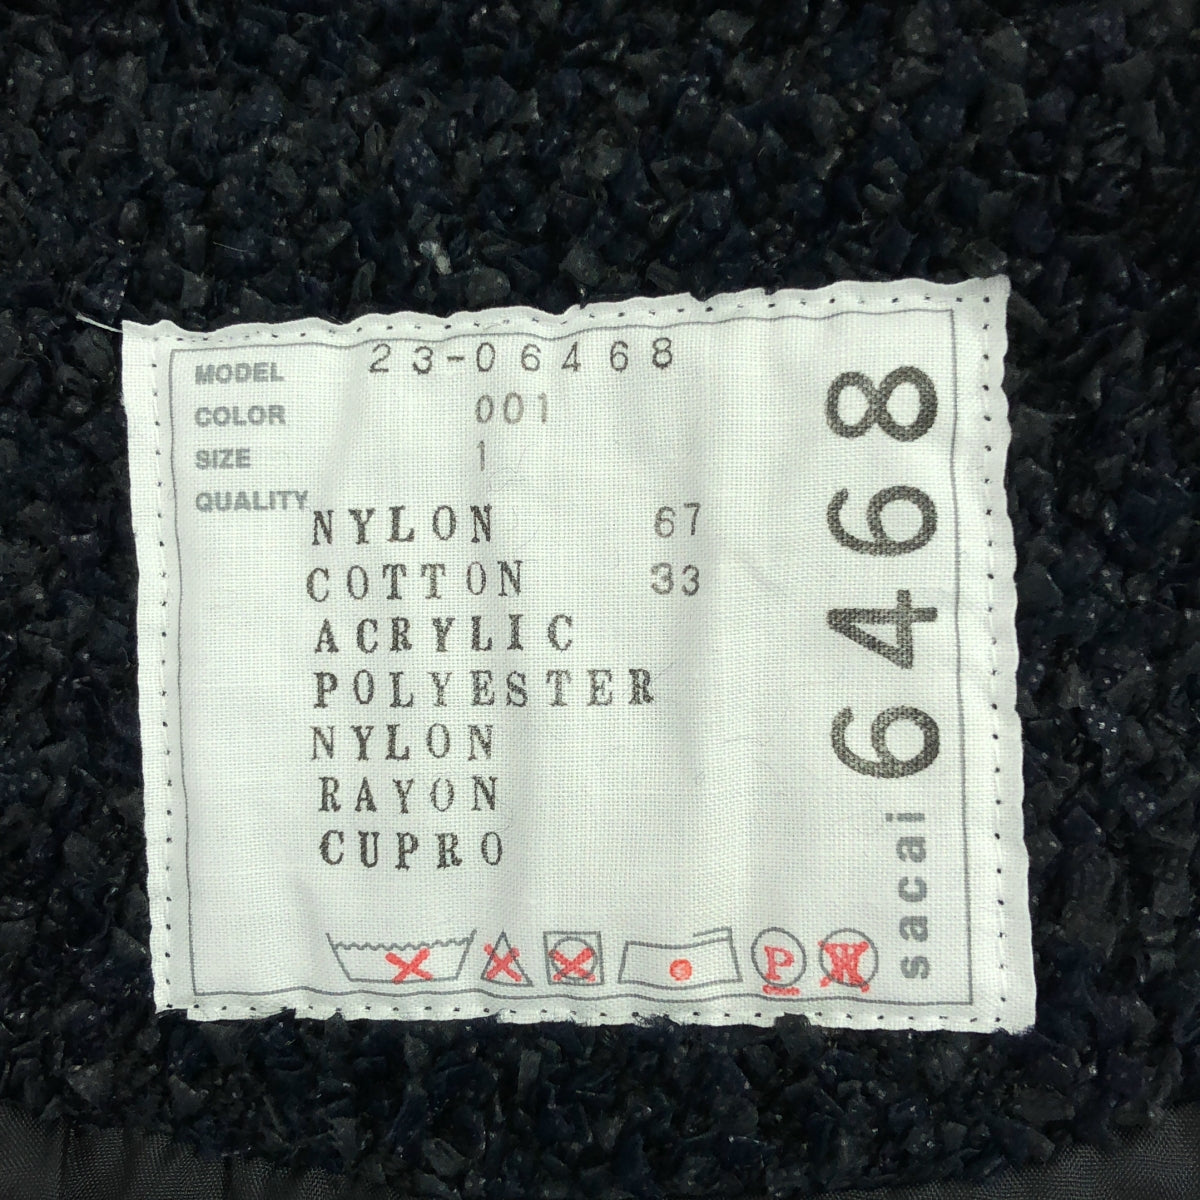 MODEL 23-06468
COLOR 001
SIZE 1
QUALITY
NYLON 67
COTTON 33
ACRYLIC
POLYESTER
NYLON
RAYON
CUPRO
P
W
sacai 6468